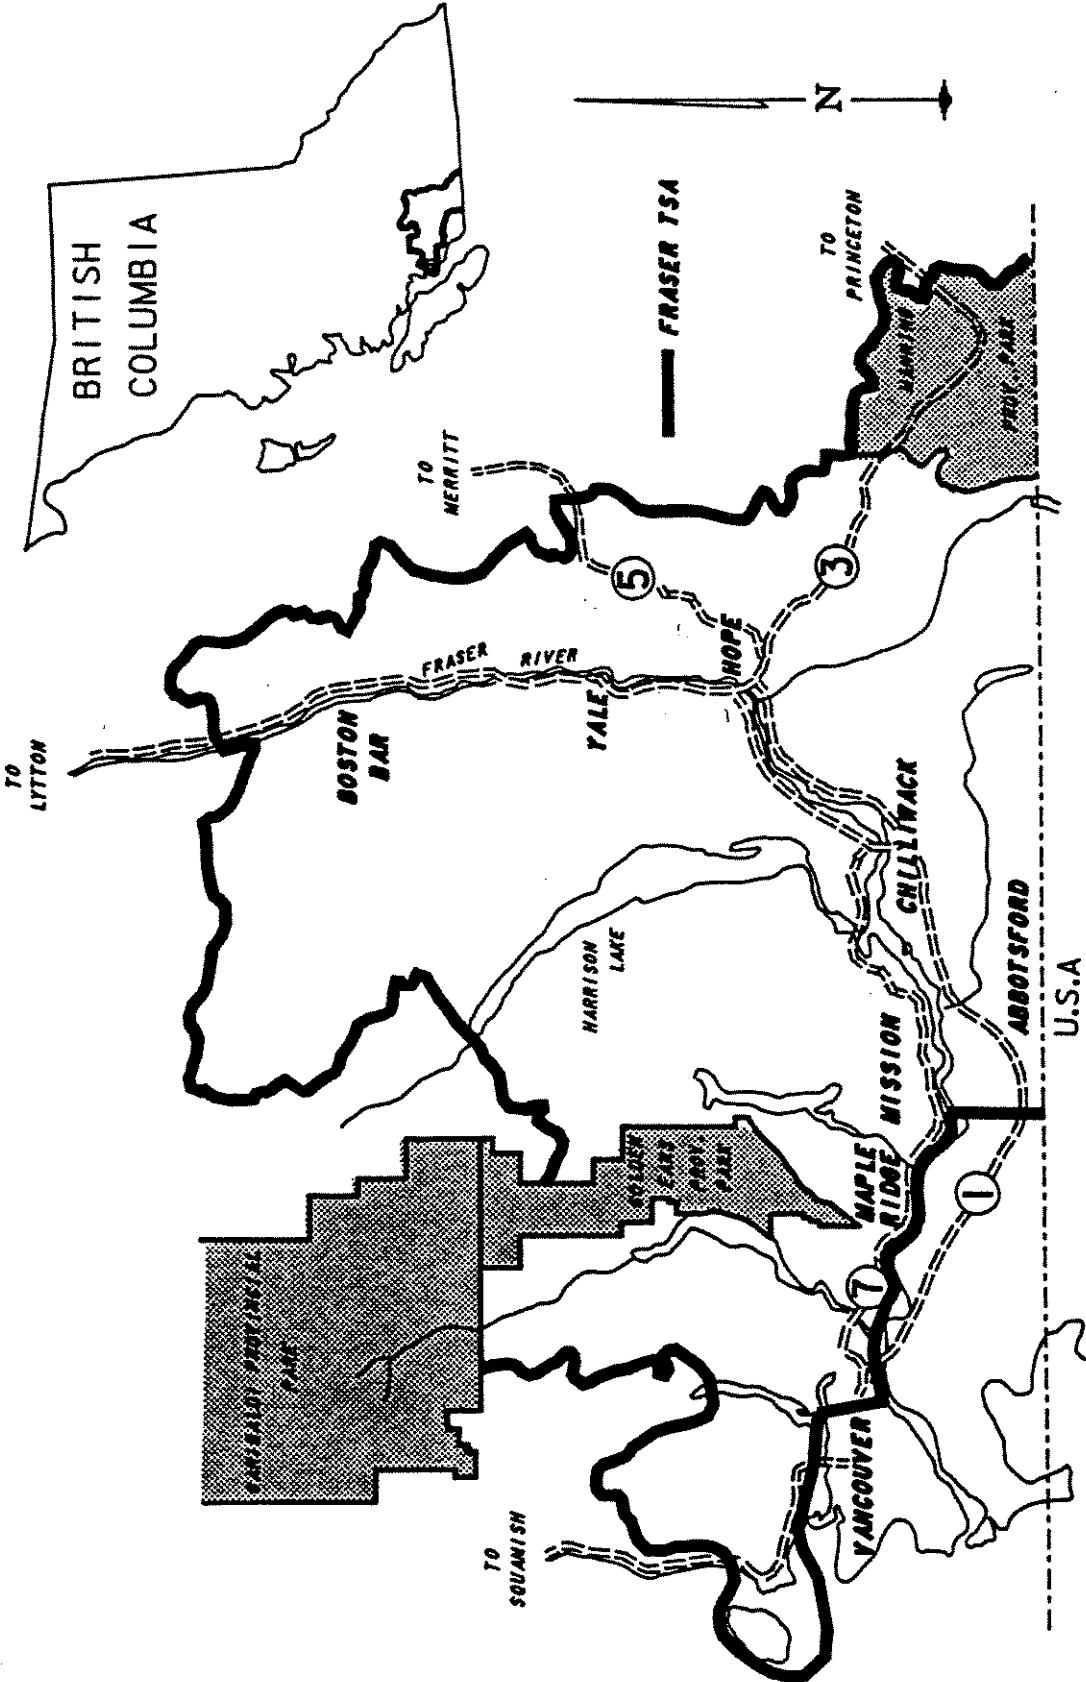 BRITISH
COLUMBIA
N
FRASER TSA
TO
LYTTON
TO
MERRITT
TO
PRINCETON
TO
SQUAMISH
GARIBALDI PROVINCIAL
PARK
GOLDEN
EARS
PROV.
PARK
BOSTON
BAR
FRASER RIVER
YALE
HOPE
5
3
MANNING
PROV. PARK
HARRISON
LAKE
CHILLIWACK
MISSION
MAPLE
RIDGE
ABBOTSFORD
7
1
VANCOUVER
U.S.A